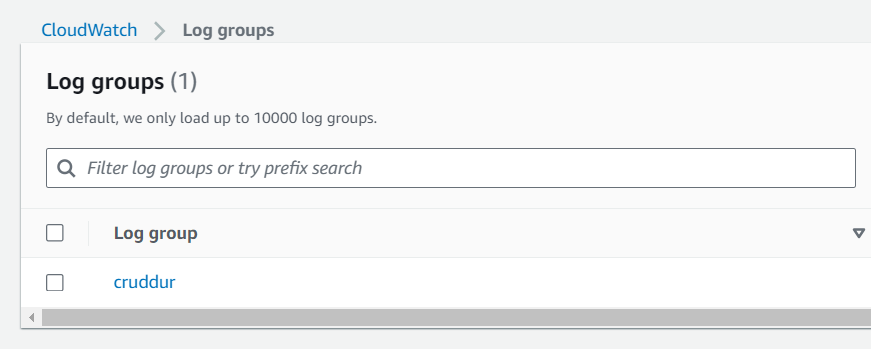 CloudWatch > Log groups
Log groups (1)
By default, we only load up to 10000 log groups.
Filter log groups or try prefix search
Log group
cruddur